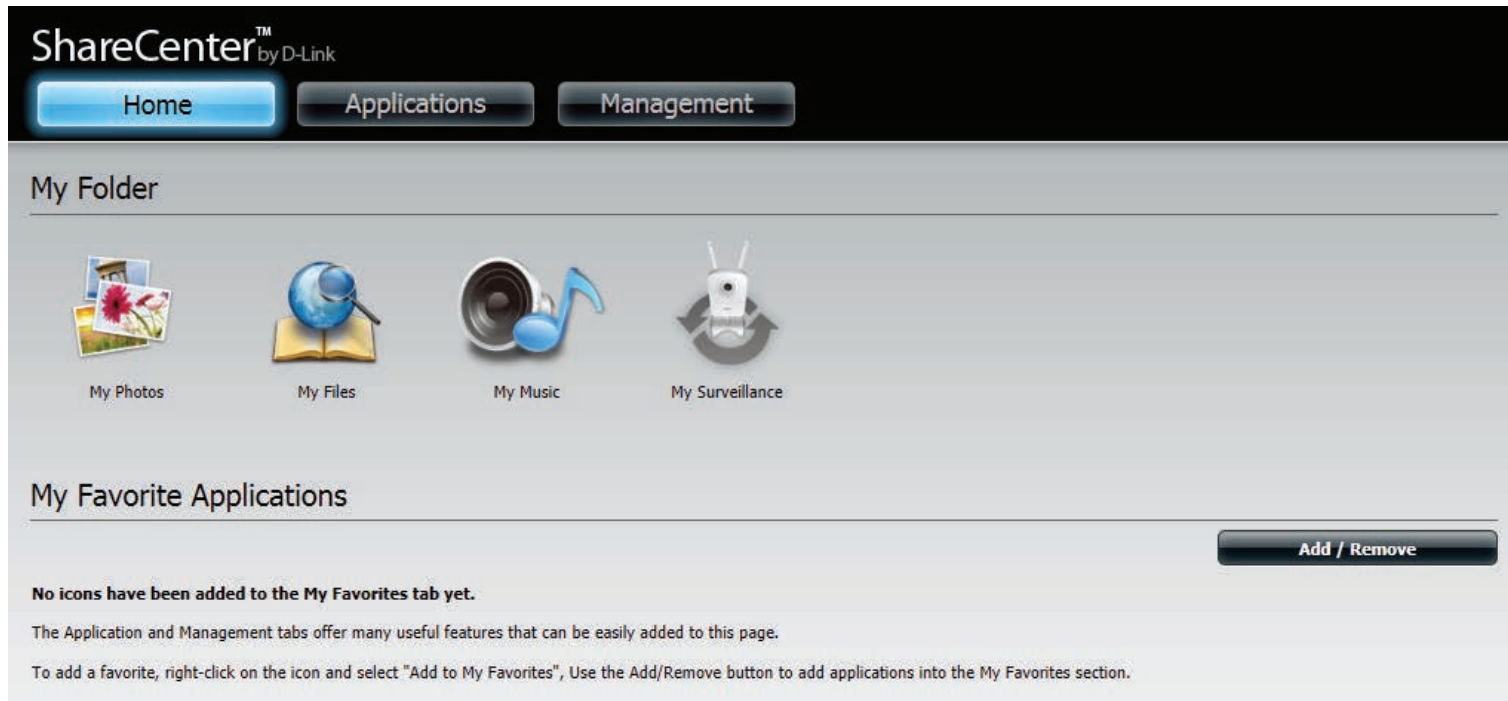 ShareCenter™ by D-Link
Home Applications Management
My Folder
My Photos My Files My Music My Surveillance
My Favorite Applications
Add / Remove
No icons have been added to the My Favorites tab yet.
The Application and Management tabs offer many useful features that can be easily added to this page.
To add a favorite, right-click on the icon and select "Add to My Favorites", Use the Add/Remove button to add applications into the My Favorites section.